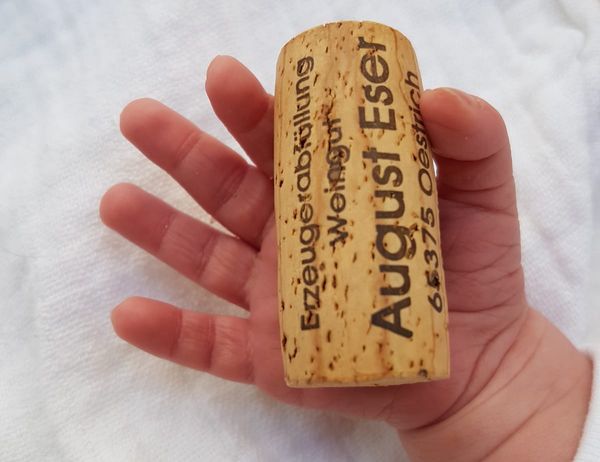 Erzeugerabfüllung
Weingut
August Eser
65375 Oestrich